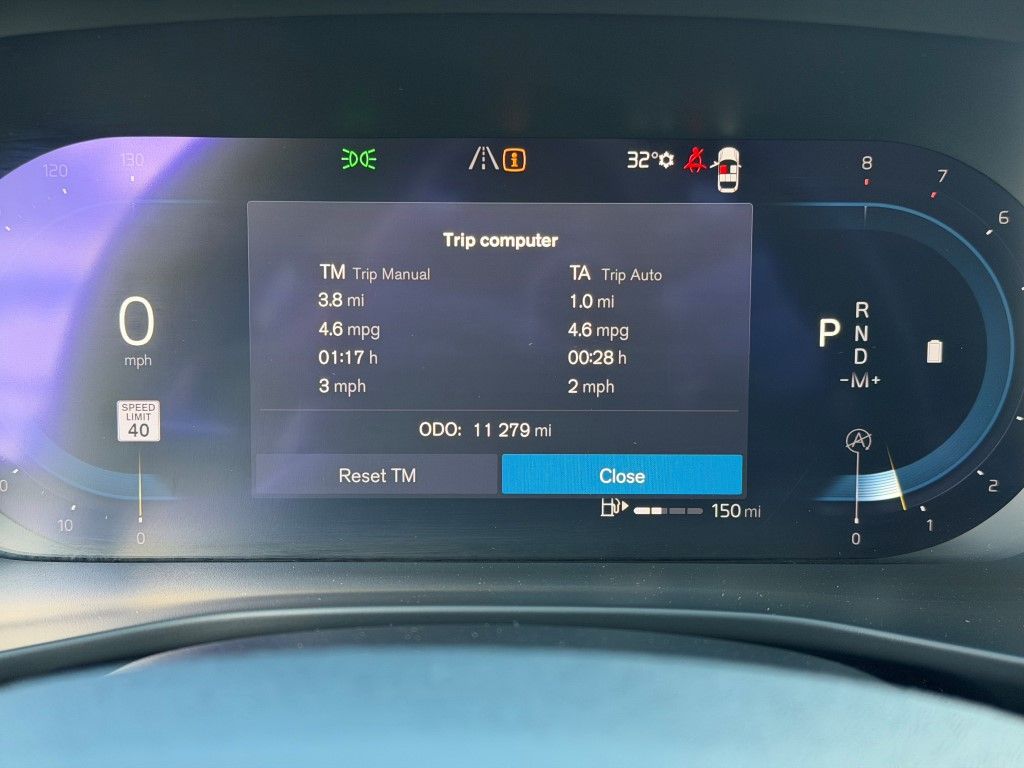 120
130
32°
8
7
6
Trip computer
TM Trip Manual
TA Trip Auto
3.8 mi
1.0 mi
4.6 mpg
4.6 mpg
01:17 h
00:28 h
3 mph
2 mph
0
mph
SPEED
LIMIT
40
P
R
N
D
-M+
A
ODO: 11 279 mi
Reset TM
Close
150 mi
10
0
2
1
0